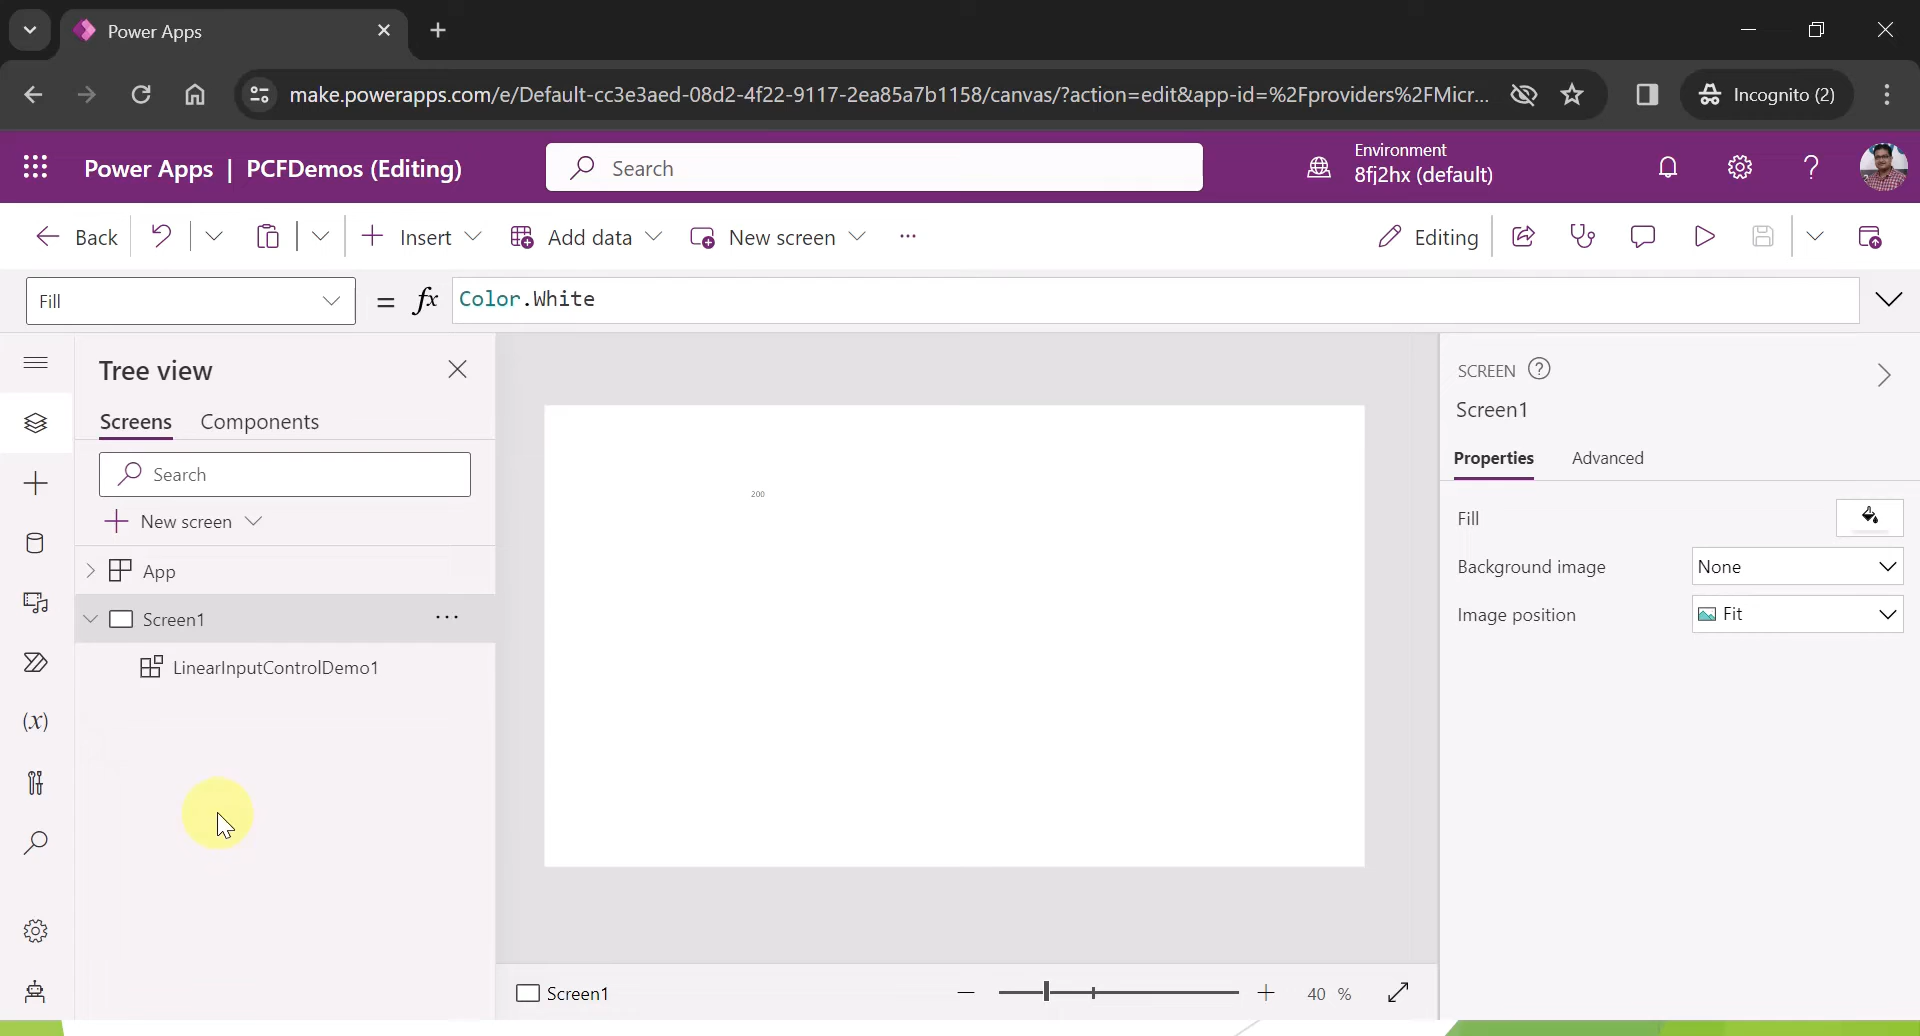 Power Apps
make.powerapps.com/e/Default-cc3e3aed-08d2-4f22-9117-2ea85a7b1158/canvas/?action=edit&app-id=%2Fproviders%2FMicr...
Incognito (2)
Power Apps | PCFDemos (Editing)
Search
Environment
8fj2hx (default)
Back
Insert
Add data
New screen
Editing
Fill
= fx
Color.White
Tree view
Screens
Components
Search
New screen
App
Screen1
LinearInputControlDemo1
(x)
200
SCREEN
Screen1
Properties
Advanced
Fill
Background image
None
Image position
Fit
Screen1
40 %